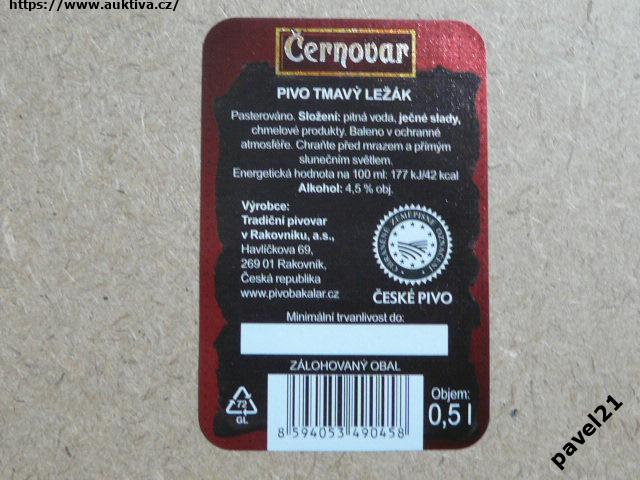 https://www.auktiva.cz/
Černovar
PIVO TMAVÝ LEŽÁK
Pasterováno. Složení: pitná voda, ječné slady,
chmelové produkty. Baleno v ochranné
atmosféře. Chraňte před mrazem a přímým
slunečním světlem.
Energetická hodnota na 100 ml: 177 kJ/42 kcal
Alkohol: 4,5 % obj.
Výrobce:
Tradiční pivovar
v Rakovníku, a.s.,
Havlíčkova 69,
269 01 Rakovník,
Česká republika
www.pivobakalar.cz
CHRÁNĚNÉ ZEMĚPISNÉ OZNAČENÍ
ČESKÉ PIVO
Minimální trvanlivost do:
ZÁLOHOVANÝ OBAL
72
GL
8 594053 490458
Objem:
0,5 l
pavel21